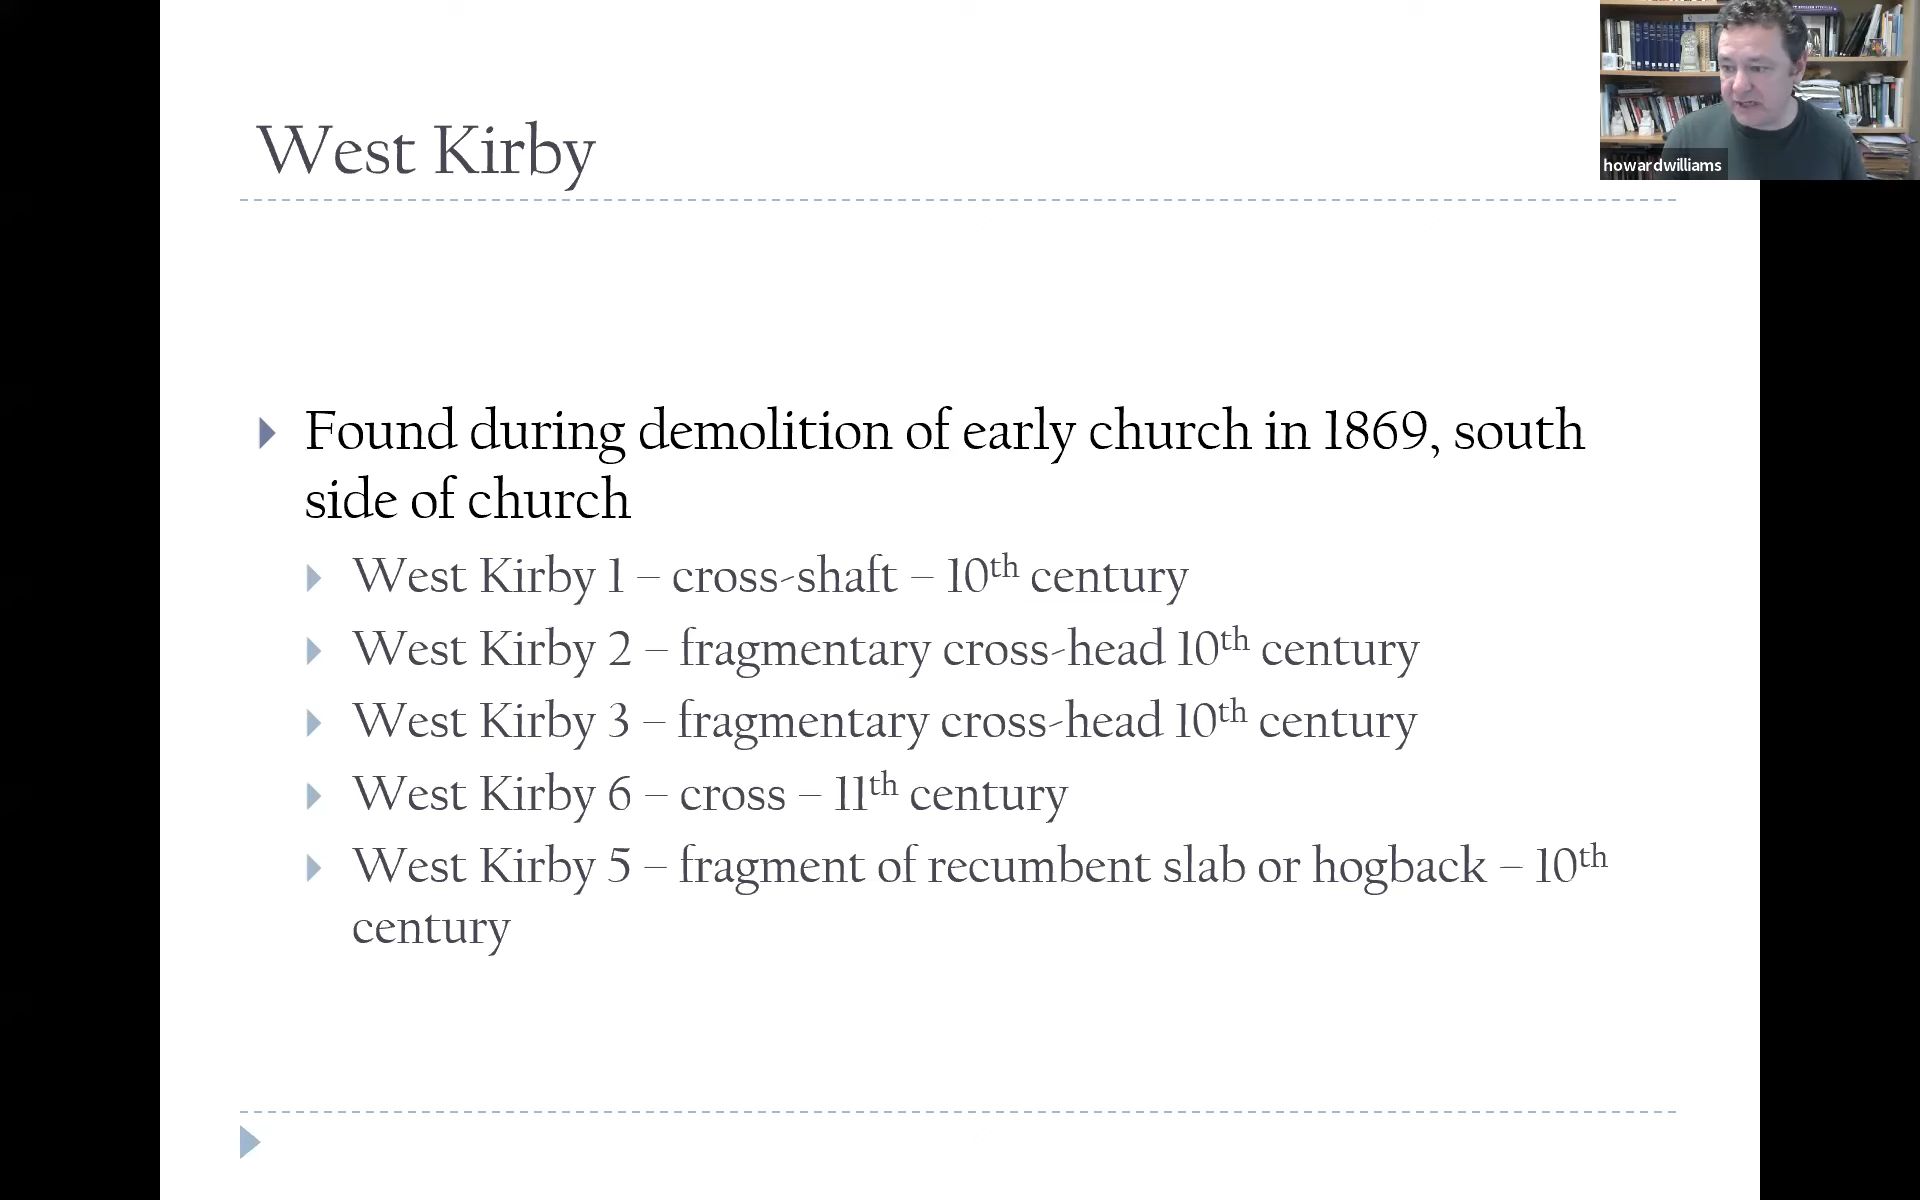 West Kirby
howardwilliams
Found during demolition of early church in 1869, south
side of church
West Kirby 1 – cross-shaft – 10th century
West Kirby 2 – fragmentary cross-head 10th century
West Kirby 3 – fragmentary cross-head 10th century
West Kirby 6 – cross – 11th century
West Kirby 5 – fragment of recumbent slab or hogback – 10th
century